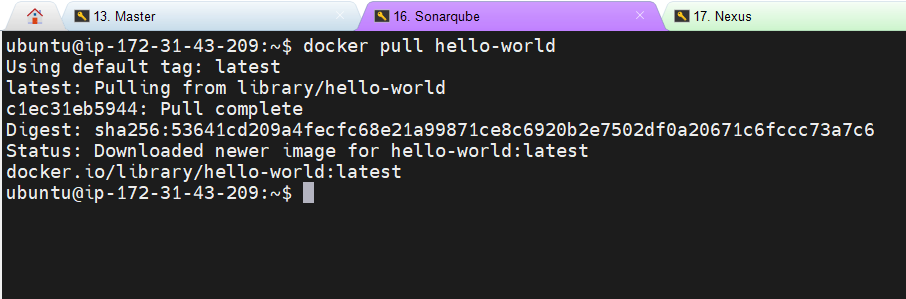 13. Master
16. Sonarqube
17. Nexus
ubuntu@ip-172-31-43-209:~$ docker pull hello-world
Using default tag: latest
latest: Pulling from library/hello-world
c1ec31eb5944: Pull complete
Digest: sha256:53641cd209a4fecfc68e21a99871ce8c6920b2e7502df0a20671c6fccc73a7c6
Status: Downloaded newer image for hello-world:latest
docker.io/library/hello-world:latest
ubuntu@ip-172-31-43-209:~$